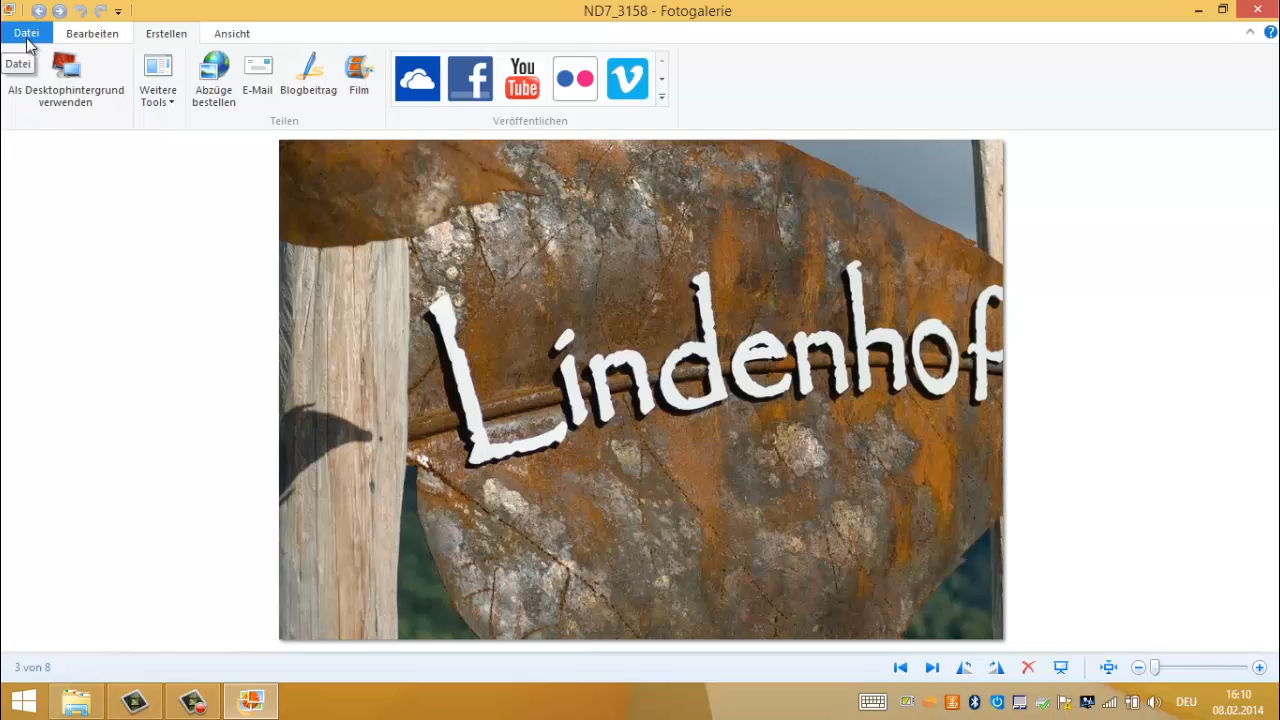 ND7_3158 - Fotogalerie
Datei
Bearbeiten
Erstellen
Ansicht
Datei
Als Desktophintergrund
verwenden
Weitere
Tools
Abzüge
bestellen
E-Mail
Blogbeitrag
Film
You
Tube
Teilen
Veröffentlichen
Lindenhof
3 von 8
DEU
16:10
08.02.2014